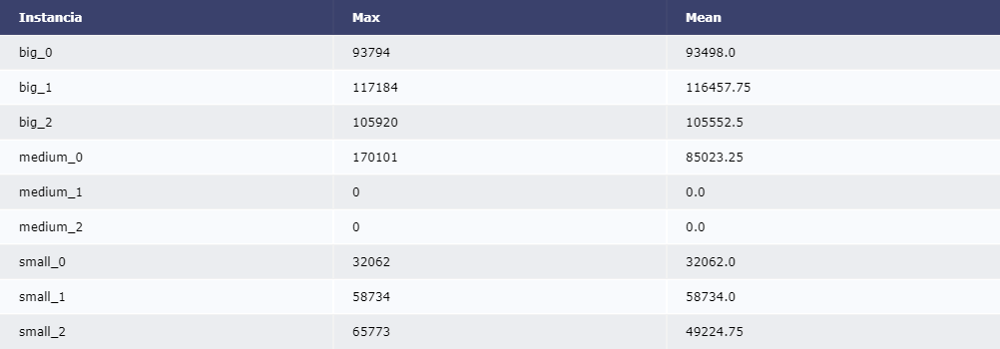 Instancia Max Mean
big_0 93794 93498.0
big_1 117184 116457.75
big_2 105920 105552.5
medium_0 170101 85023.25
medium_1 0 0.0
medium_2 0 0.0
small_0 32062 32062.0
small_1 58734 58734.0
small_2 65773 49224.75